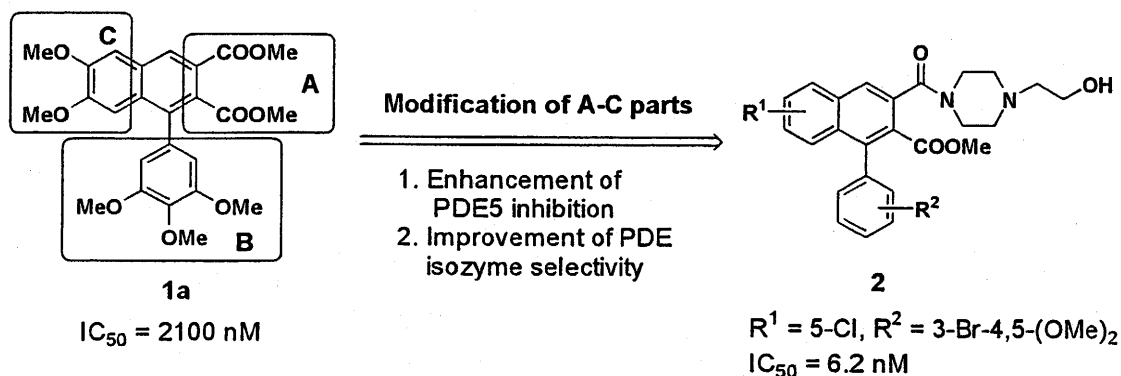 MeO
C
COOMe
A
MeO
COOMe
MeO
OMe
OMe
B
1a
IC50 = 2100 nM
Modification of A-C parts
1. Enhancement of
PDE5 inhibition
2. Improvement of PDE
isozyme selectivity
O
N
N
OH
R1
COOMe
R2
2
R1 = 5-Cl, R2 = 3-Br-4,5-(OMe)2
IC50 = 6.2 nM